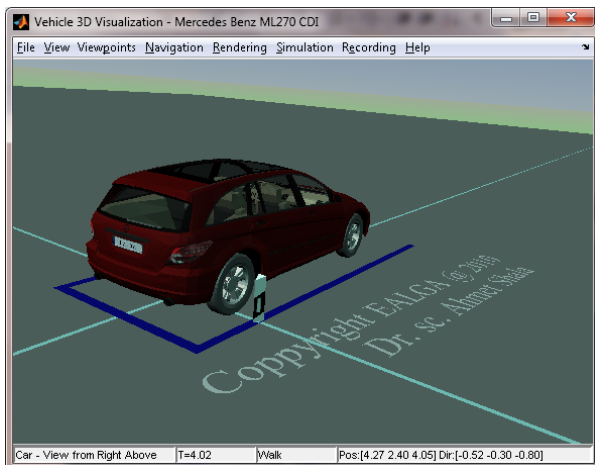 Vehicle 3D Visualization - Mercedes Benz ML270 CDI
File View Viewpoints Navigation Rendering Simulation Recording Help
Coppyright EALGA @ 2010
Dr. sc. Ahmet Shala
Car - View from Right Above T=4.02 Walk Pos:[4.27 2.40 4.05] Dir:[-0.52 -0.30 -0.80]